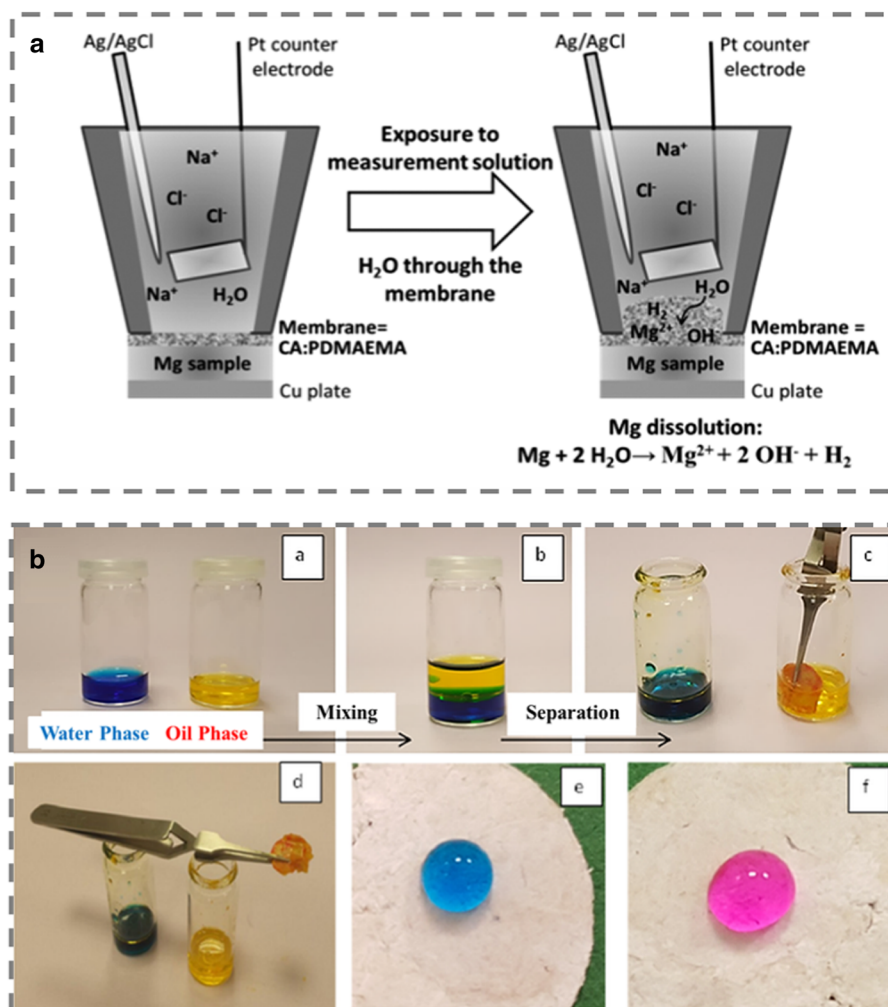 a
Ag/AgCl
Pt counter
electrode
Na⁺
Cl⁻
Cl⁻
Na⁺
H₂O
Membrane=
CA:PDMAEMA
Mg sample
Cu plate
Exposure to
measurement solution
H₂O through the
membrane
Ag/AgCl
Pt counter
electrode
Na⁺
Cl⁻
Cl⁻
Na⁺
H₂O
H₂
Mg²⁺
OH⁻
Membrane =
CA:PDMAEMA
Mg sample
Cu plate
Mg dissolution:
Mg + 2 H₂O→ Mg²⁺ + 2 OH⁻ + H₂
b
a
b
c
Water Phase
Oil Phase
Mixing
Separation
d
e
f